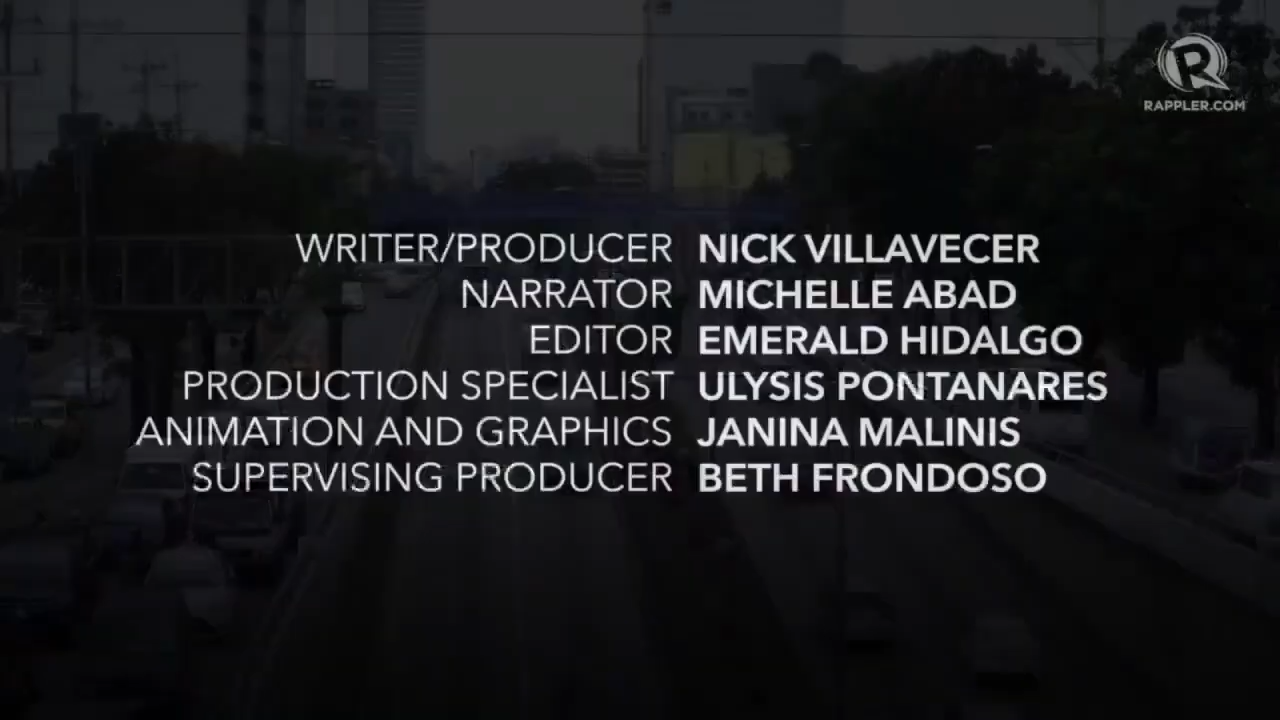 R
RAPPLER.COM
WRITER/PRODUCER NICK VILLAVECER
NARRATOR MICHELLE ABAD
EDITOR EMERALD HIDALGO
PRODUCTION SPECIALIST ULYSIS PONTANARES
ANIMATION AND GRAPHICS JANINA MALINIS
SUPERVISING PRODUCER BETH FRONDOSO